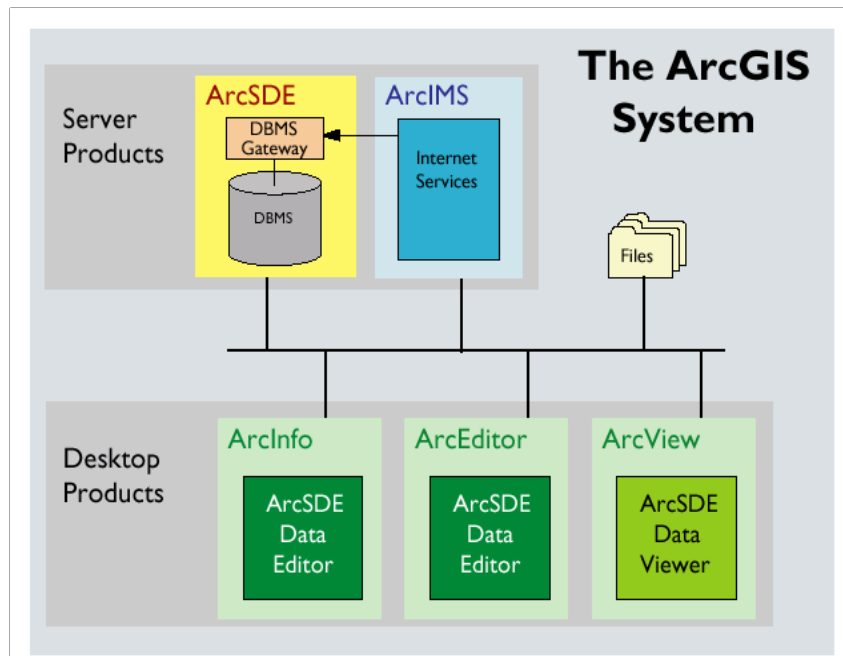 The ArcGIS
System
Server
Products
ArcSDE
DBMS
Gateway
DBMS
ArcIMS
Internet
Services
Files
Desktop
Products
ArcInfo
ArcSDE
Data
Editor
ArcEditor
ArcSDE
Data
Editor
ArcView
ArcSDE
Data
Viewer